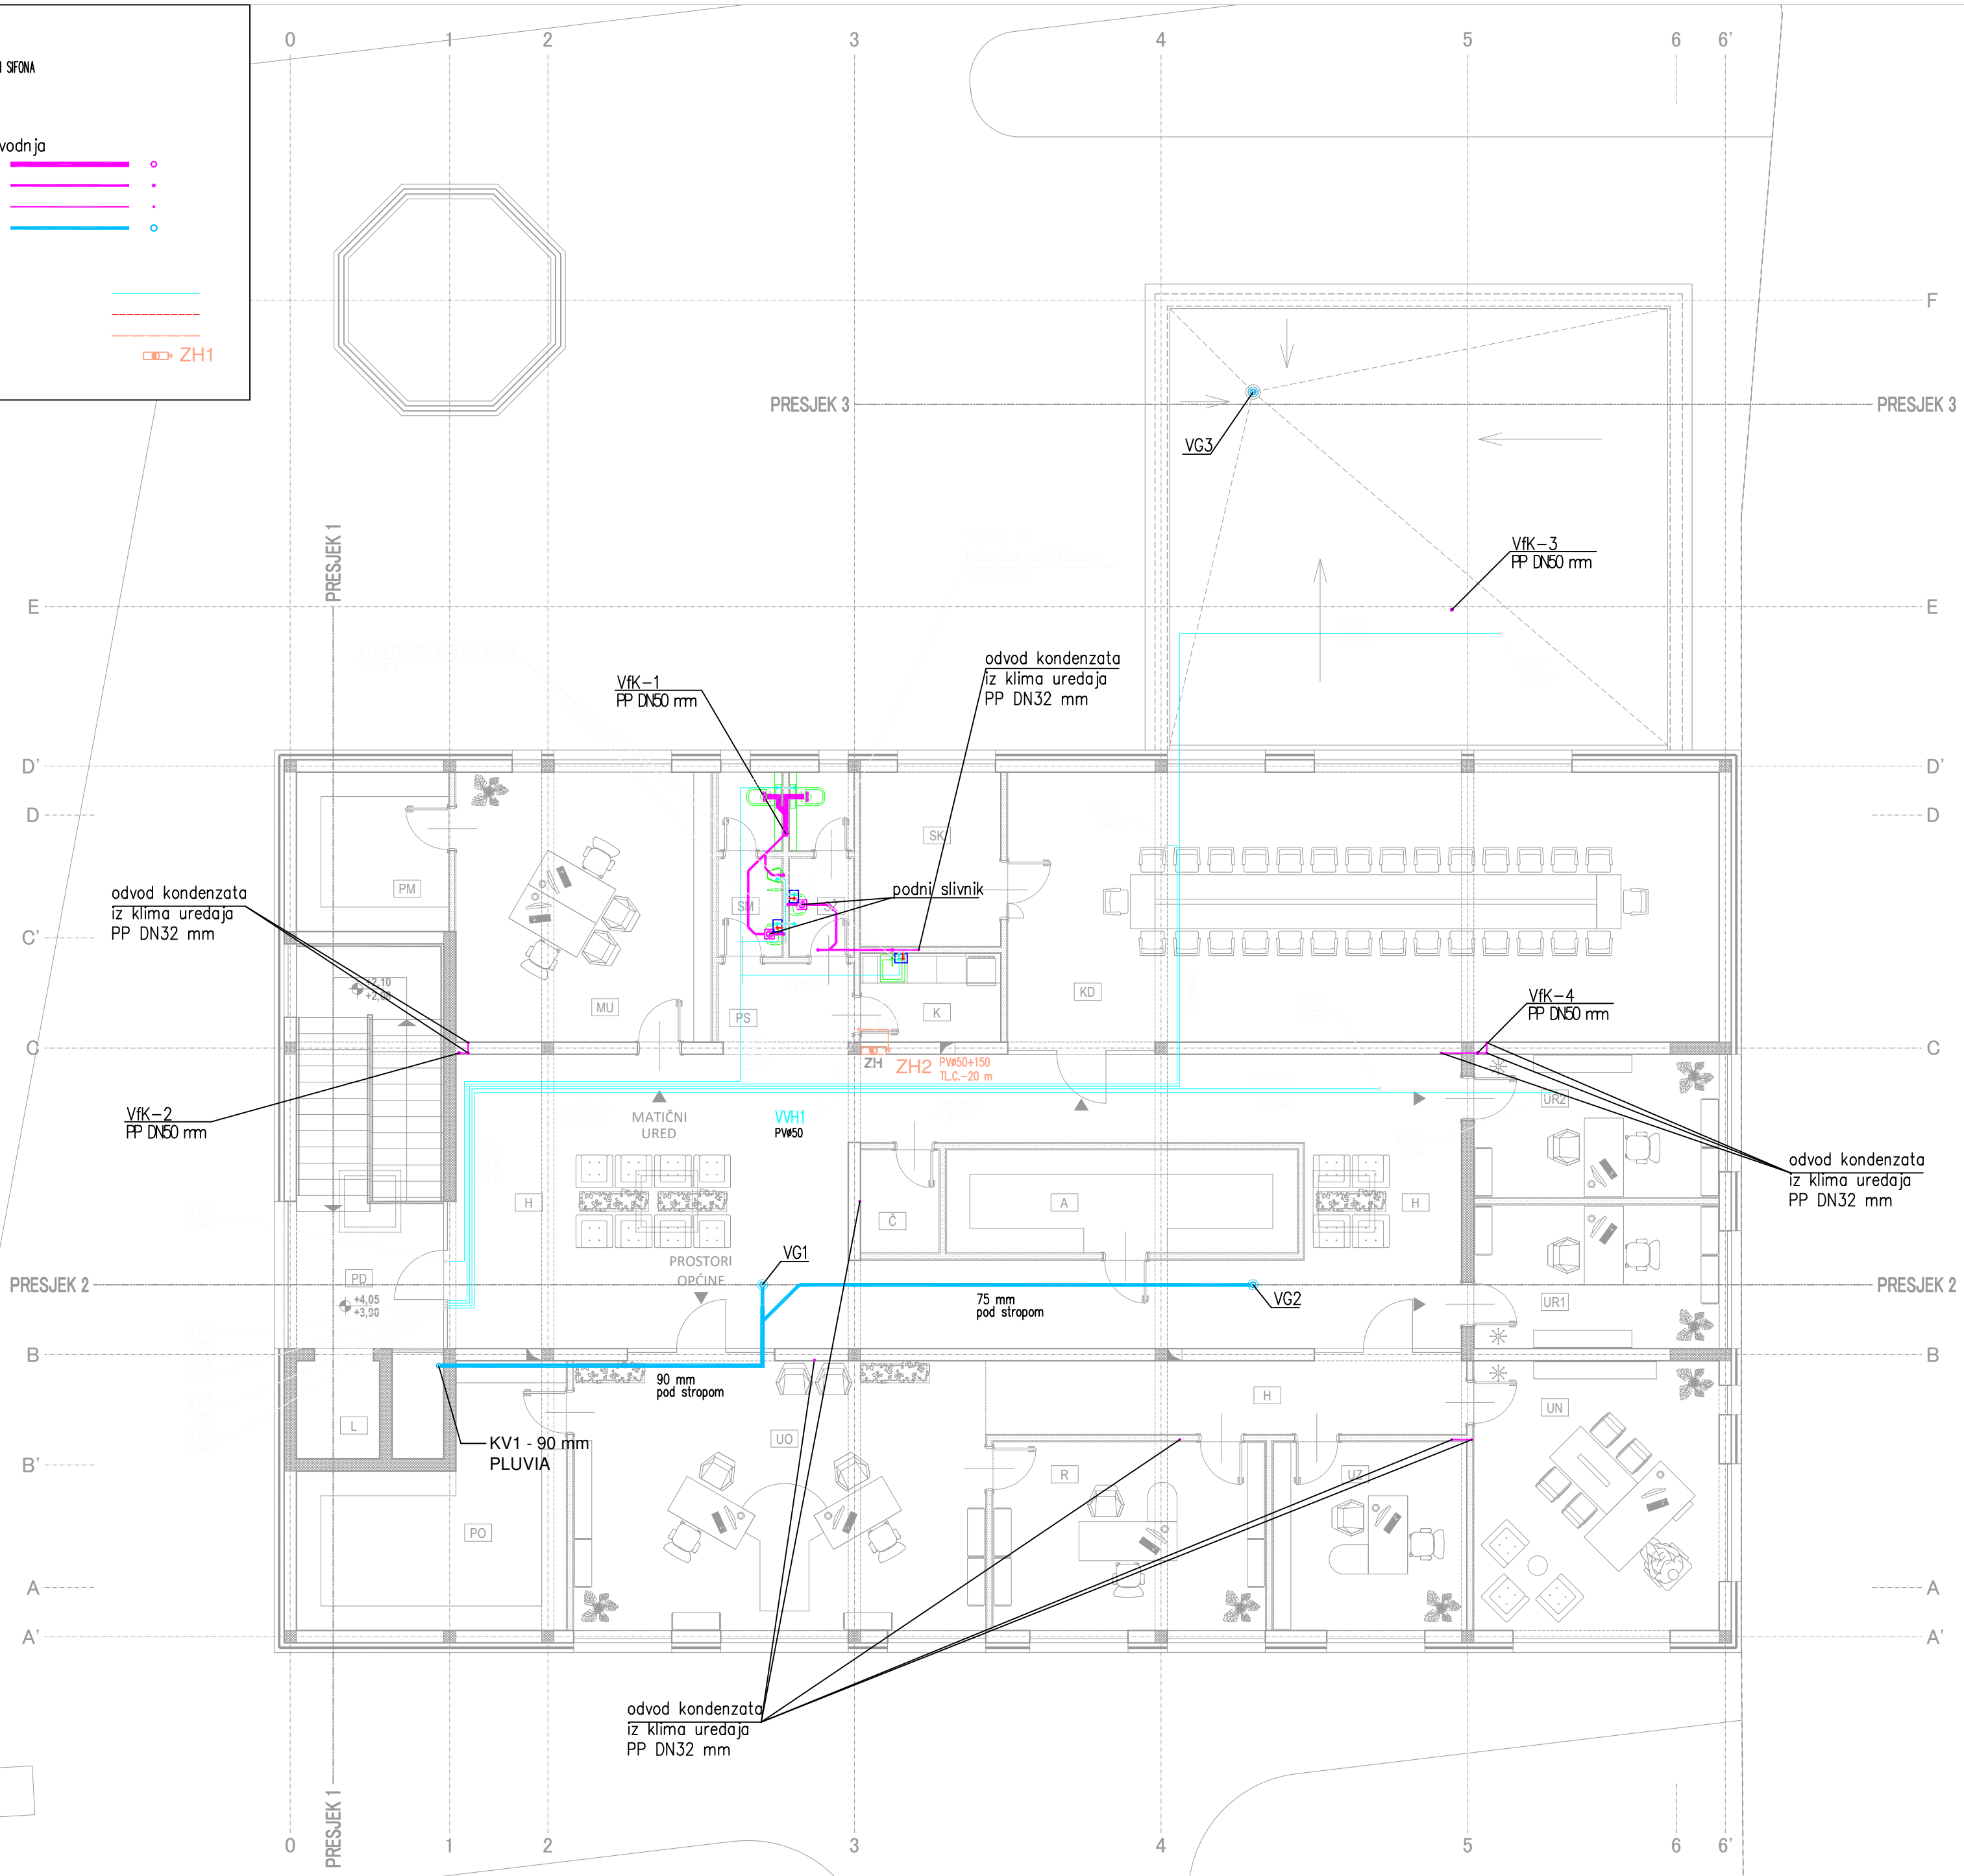 0 1 2 3 4 5 6 6'
I SIFONA
vodnja
ZH1
F
PRESJEK 3
PRESJEK 3
VG3
PRESJEK 1
VfK-3
PP DN50 mm
E
E
odvod kondenzata
iz klima uređaja
PP DN32 mm
VfK-1
PP DN50 mm
D'
D'
D
D
SK
PM
odvod kondenzata
iz klima uređaja
PP DN32 mm
podni slivnik
SM
C'
C'
+2,10
KD
MU
PS
K
VfK-4
PP DN50 mm
C
C
ZH
ZH2
PVø50+150
TL.C.-20 m
VfK-2
PP DN50 mm
MATIČNI
URED
VVH1
PVø50
UR2
odvod kondenzata
iz klima uređaja
PP DN32 mm
H
A
H
Č
VG1
PROSTORI
OPĆINE
PD
PRESJEK 2
PRESJEK 2
+4,05
+3,90
75 mm
pod stropom
VG2
UR1
B
B
90 mm
pod stropom
H
UN
L
UO
KV1 - 90 mm
PLUVIA
B'
B'
R
UZ
PO
A
A
A'
A'
odvod kondenzata
iz klima uređaja
PP DN32 mm
PRESJEK 1
0 1 2 3 4 5 6 6'